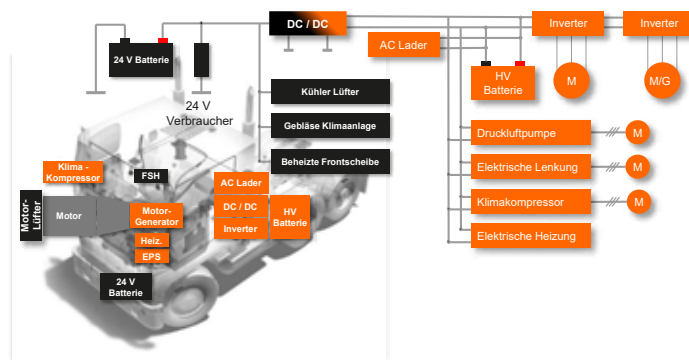 DC / DC
Inverter
Inverter
AC Lader
24 V Batterie
HV
Batterie
M
M/G
Kühler Lüfter
24 V
Verbraucher
Gebläse Klimaanlage
Druckluftpumpe
M
Beheizte Frontscheibe
Elektrische Lenkung
M
Klima -
Kompressor
FSH
AC Lader
Klimakompressor
M
Motor-
Lüfter
Motor
Motor-
Generator
DC / DC
HV
Batterie
Inverter
Elektrische Heizung
Heiz.
EPS
24 V
Batterie